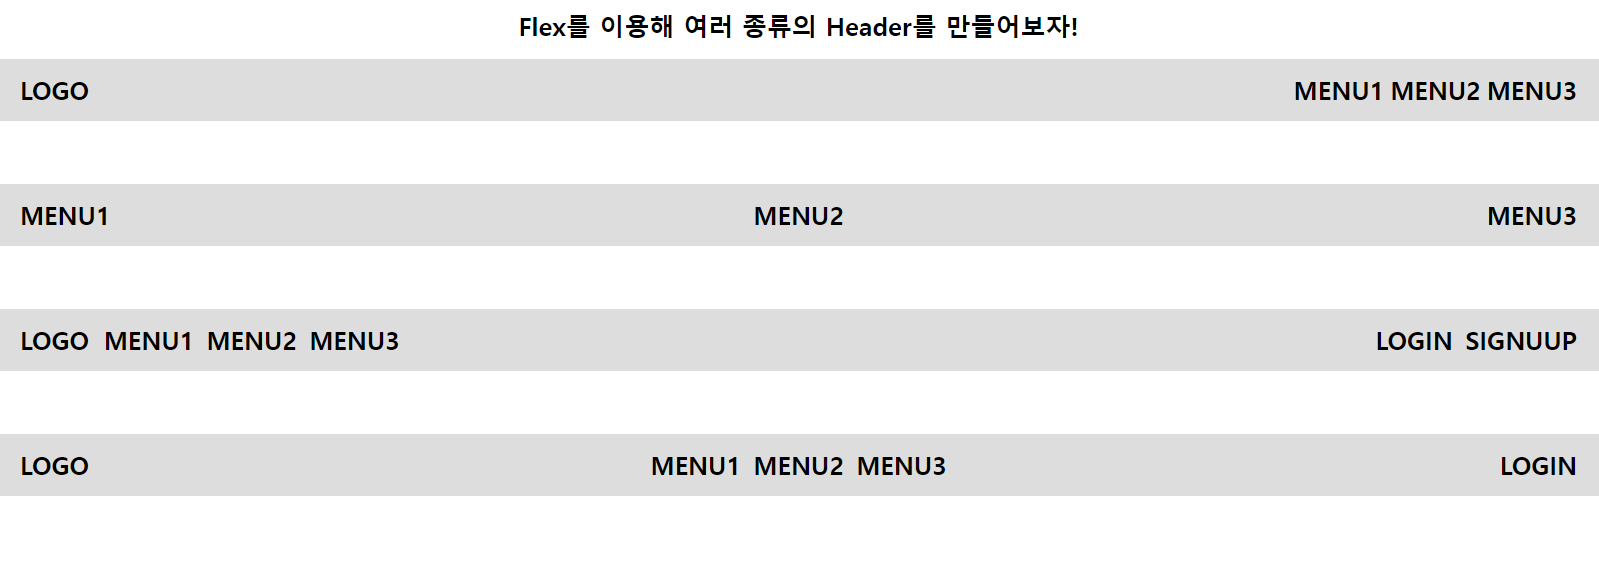 Flex를 이용해 여러 종류의 Header를 만들어보자!
LOGO MENU1 MENU2 MENU3
MENU1 MENU2 MENU3
LOGO MENU1 MENU2 MENU3 LOGIN SIGNUUP
LOGO MENU1 MENU2 MENU3 LOGIN